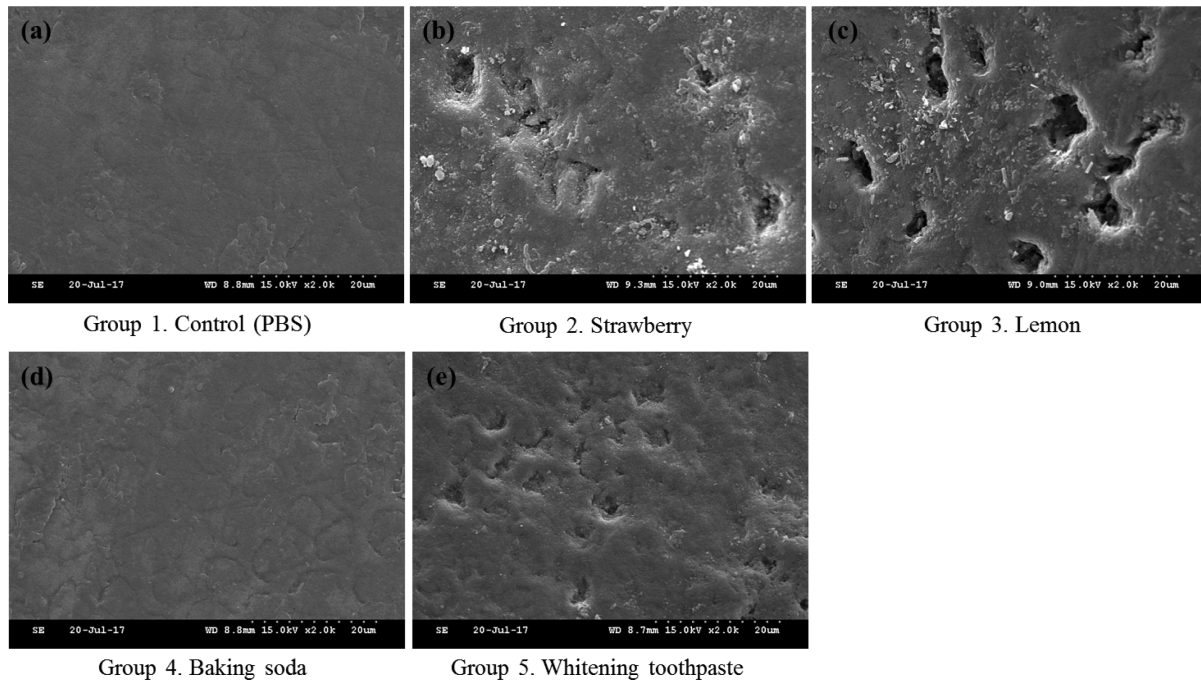 (a)
SE 20-Jul-17 WD 8.8mm 15.0kV x2.0k 20um
Group 1. Control (PBS)
(b)
SE 20-Jul-17 WD 9.3mm 15.0kV x2.0k 20um
Group 2. Strawberry
(c)
SE 20-Jul-17 WD 9.0mm 15.0kV x2.0k 20um
Group 3. Lemon
(d)
SE 20-Jul-17 WD 8.8mm 15.0kV x2.0k 20um
Group 4. Baking soda
(e)
SE 20-Jul-17 WD 8.7mm 15.0kV x2.0k 20um
Group 5. Whitening toothpaste